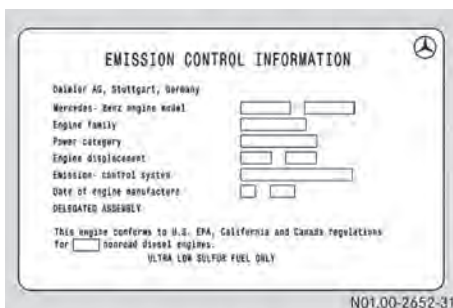 EMISSION CONTROL INFORMATION
Daimler AG, Stuttgart, Germany
Mercedes- Benz engine model
Engine family
Power category
Engine displacement
Emission- control system
Date of engine manufacture
DELEGATED ASSEMBLY
This engine conforms to U.S. EPA, California and Canada regulations
for nonroad diesel engines.
ULTRA LOW SULFUR FUEL ONLY
N01.00-2652-31